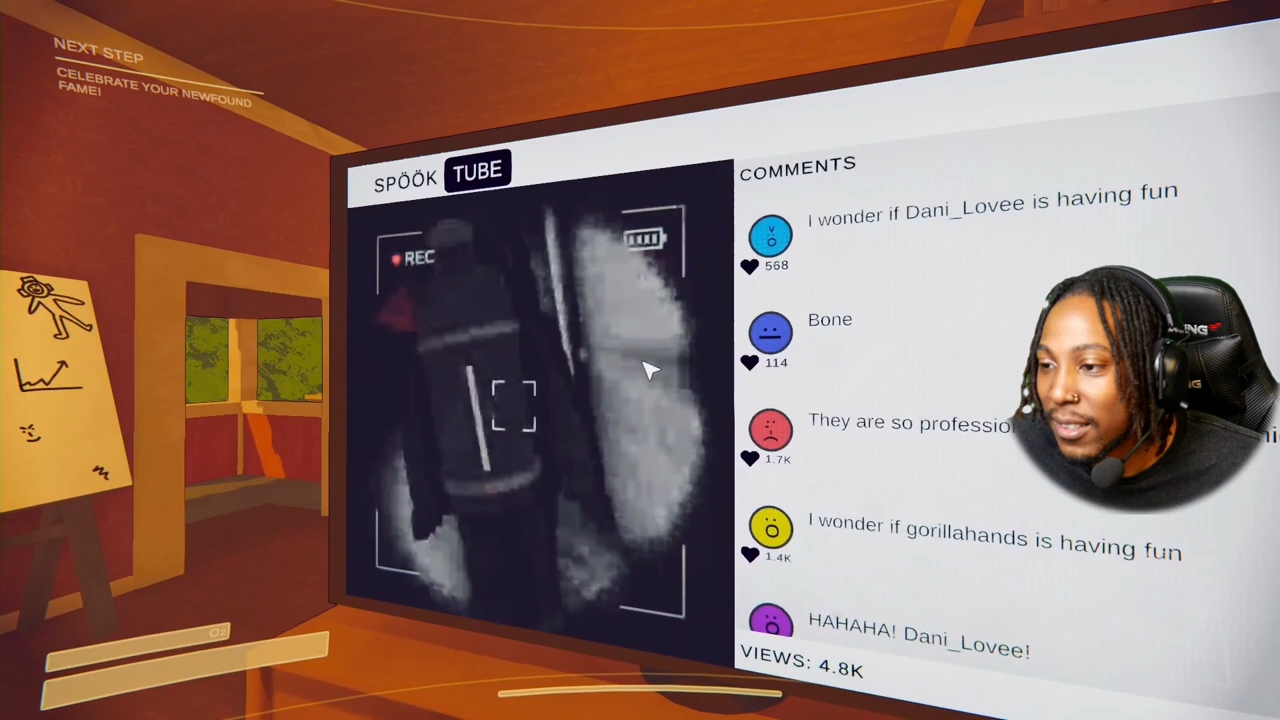 NEXT STEP
CELEBRATE YOUR NEWFOUND
FAME!
SPÖÖK TUBE
REC
COMMENTS
I wonder if Dani_Lovee is having fun
568
Bone
114
They are so
1.7K
I wonder if gorillahands is having fun
1.4K
HAHAHA! Dani_Lovee!
VIEWS: 4.8K
O₂